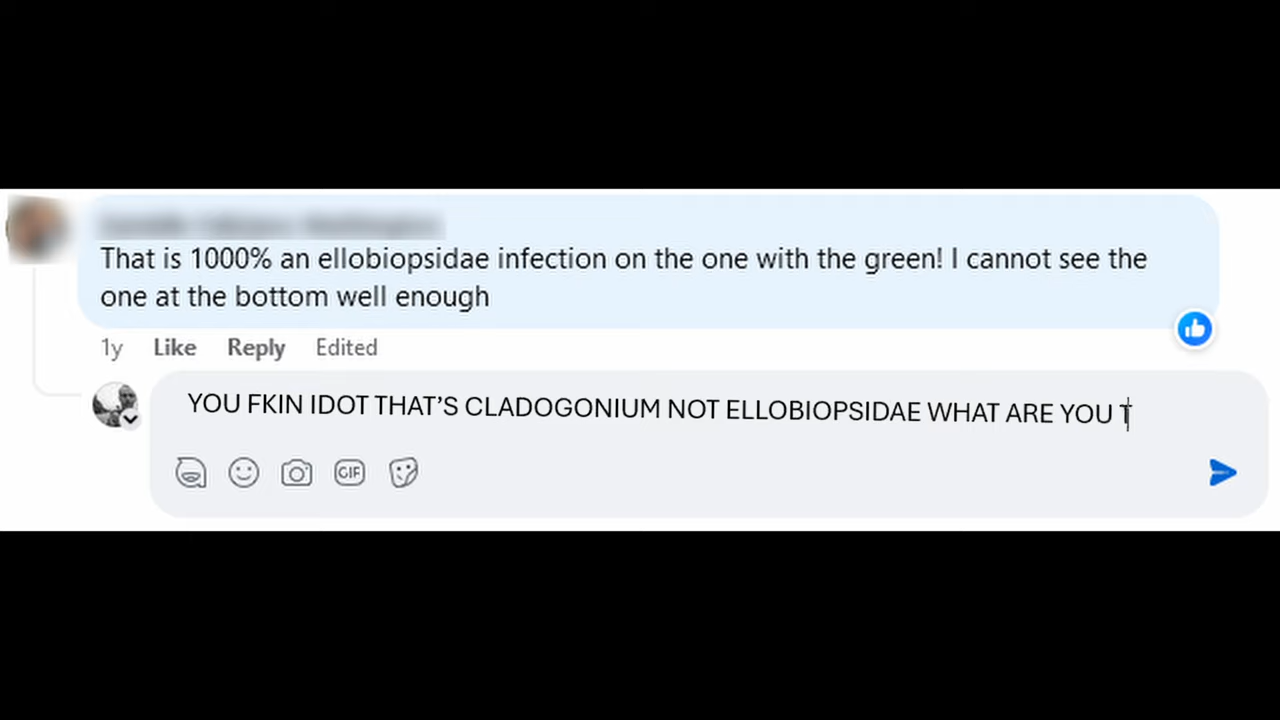 That is 1000% an ellobiopsidae infection on the one with the green! I cannot see the
one at the bottom well enough
1y Like Reply Edited
YOU FKIN IDOT THAT'S CLADOGONIUM NOT ELLOBIOPSIDAE WHAT ARE YOU T
GIF